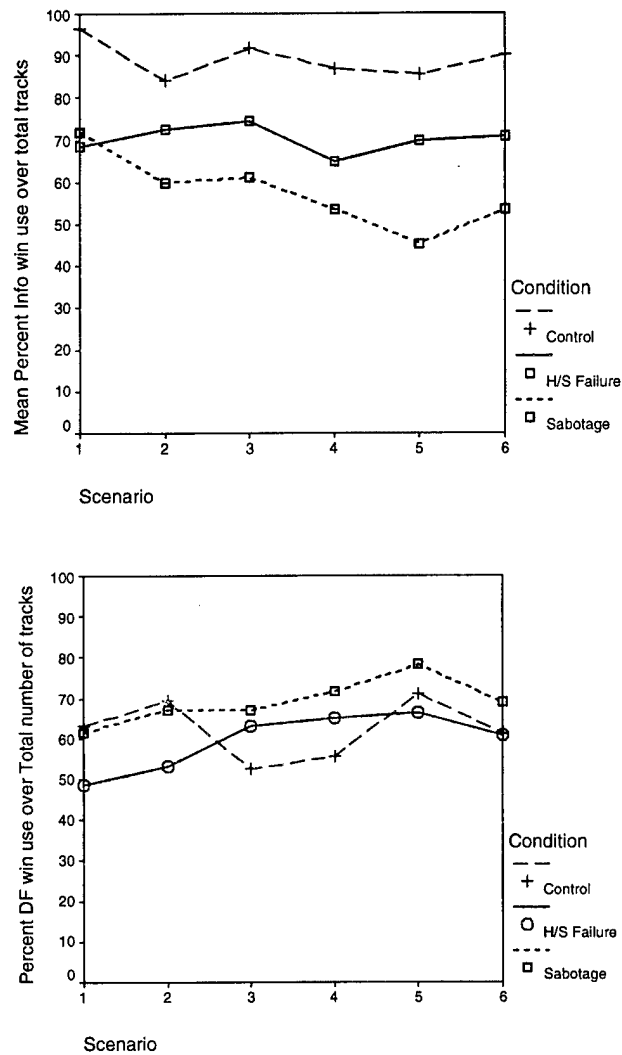 Mean Percent Info win use over total tracks
100
90
80
70
60
50
40
30
20
10
0
1 2 3 4 5 6
Scenario
Condition
Control
H/S Failure
Sabotage
Percent DF win use over Total number of tracks
100
90
80
70
60
50
40
30
20
10
0
1 2 3 4 5 6
Scenario
Condition
Control
H/S Failure
Sabotage